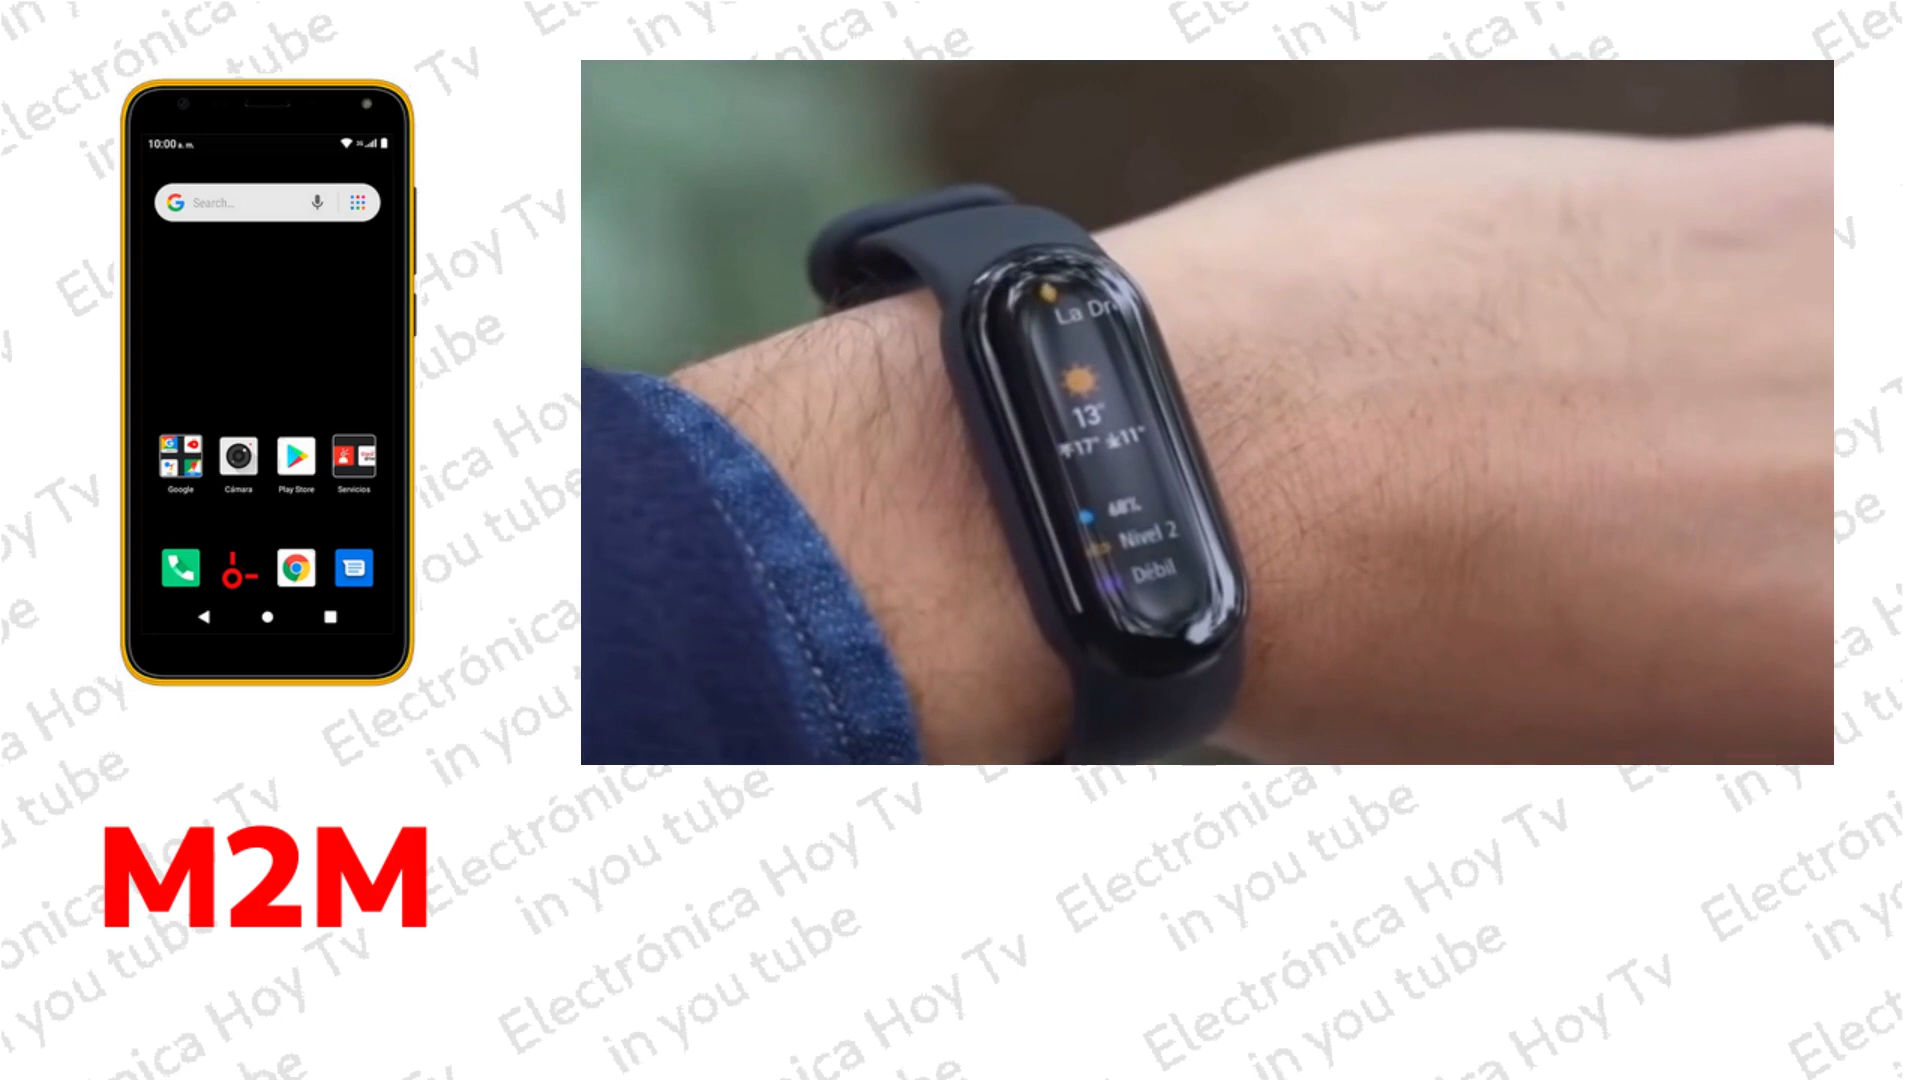 10:00 a. m.
Search...
Google
Cámara
Play Store
Servicios
M2M
La Dr
13°
17° 11°
68%
Nivel 2
Débil
Electrónica Hoy Tv
in you tube